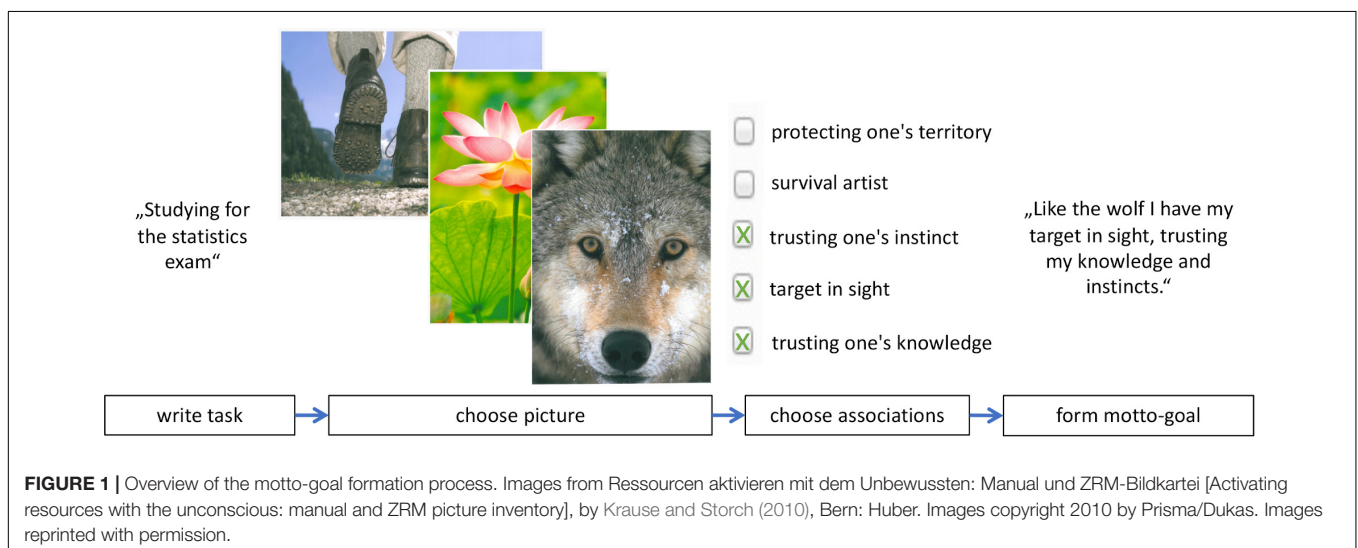 „Studying for
the statistics
exam“
protecting one's territory
survival artist
X trusting one's instinct
X target in sight
X trusting one's knowledge
„Like the wolf I have my
target in sight, trusting
my knowledge and
instincts.“
write task
choose picture
choose associations
form motto-goal
FIGURE 1 | Overview of the motto-goal formation process. Images from Ressourcen aktivieren mit dem Unbewussten: Manual und ZRM-Bildkartei [Activating
resources with the unconscious: manual and ZRM picture inventory], by Krause and Storch (2010), Bern: Huber. Images copyright 2010 by Prisma/Dukas. Images
reprinted with permission.